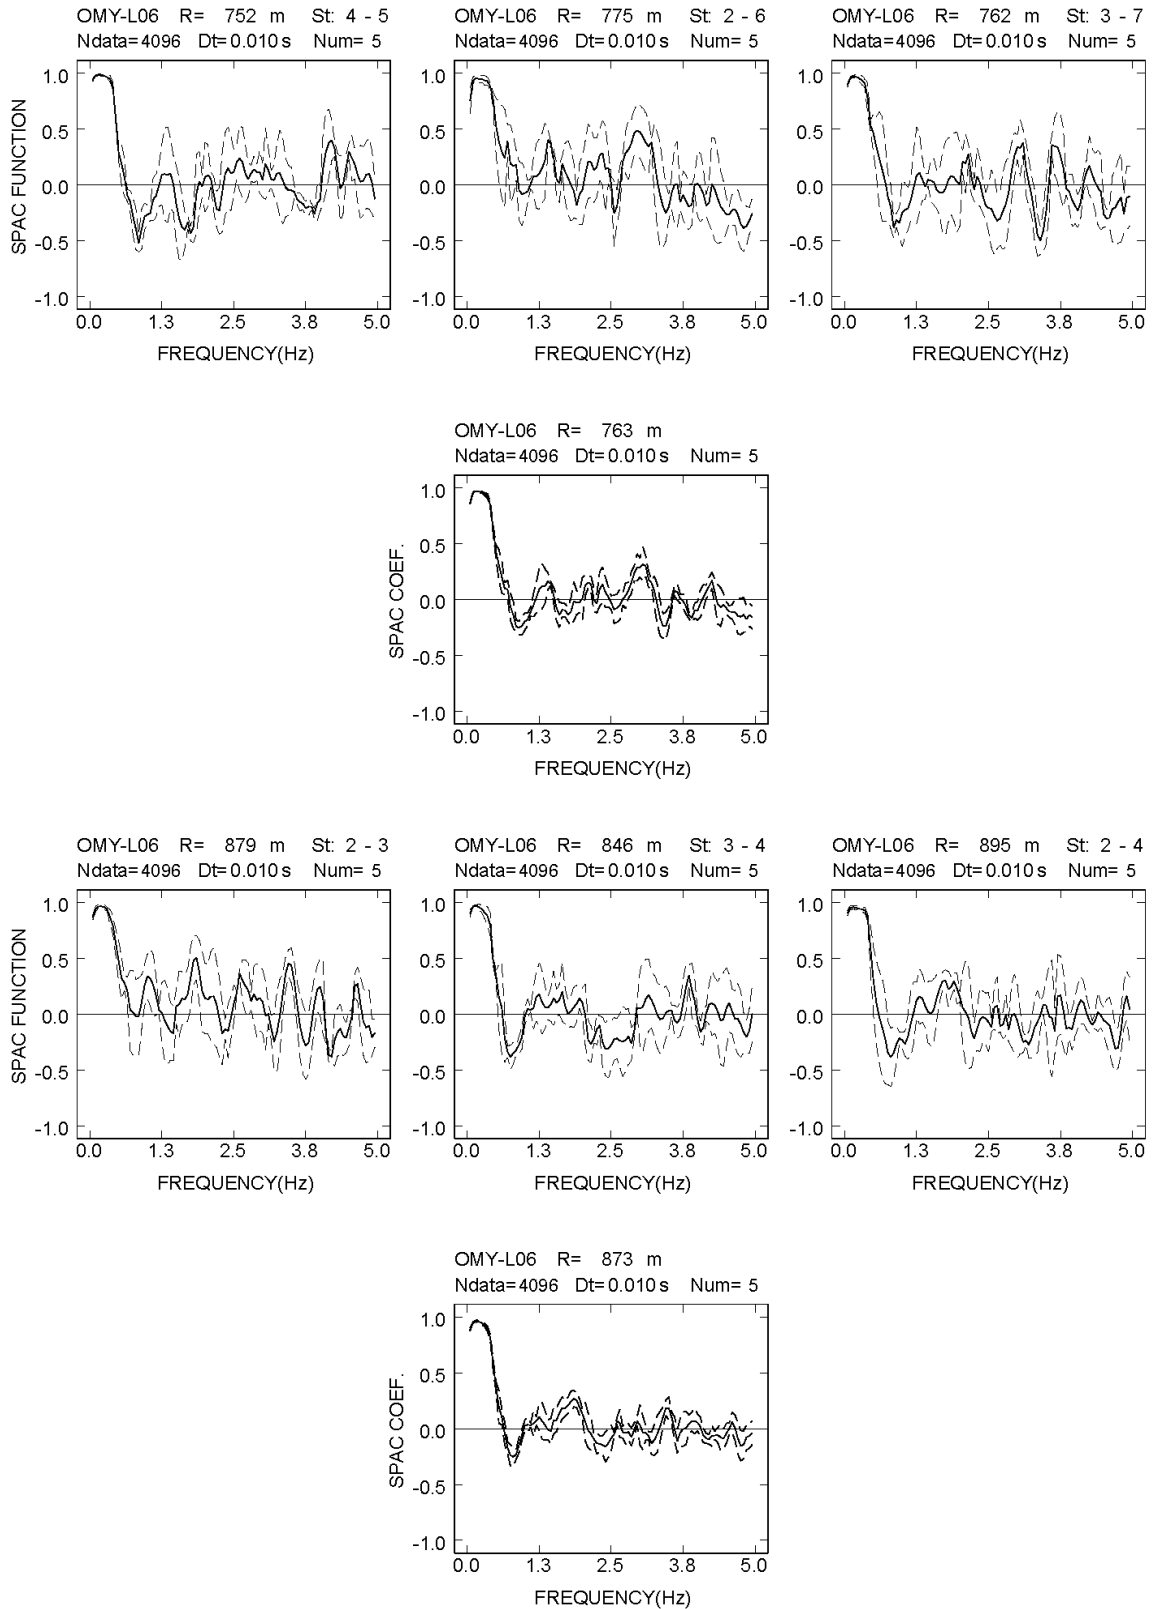 OMY-L06 R= 752 m St: 4 - 5
Ndata=4096 Dt=0.010 s Num= 5
1.0
0.5
0.0
-0.5
-1.0
SPAC FUNCTION
0.0 1.3 2.5 3.8 5.0
FREQUENCY(Hz)
OMY-L06 R= 775 m St: 2 - 6
Ndata=4096 Dt=0.010 s Num= 5
1.0
0.5
0.0
-0.5
-1.0
0.0 1.3 2.5 3.8 5.0
FREQUENCY(Hz)
OMY-L06 R= 762 m St: 3 - 7
Ndata=4096 Dt=0.010 s Num= 5
1.0
0.5
0.0
-0.5
-1.0
0.0 1.3 2.5 3.8 5.0
FREQUENCY(Hz)
OMY-L06 R= 763 m
Ndata=4096 Dt=0.010 s Num= 5
1.0
0.5
0.0
-0.5
-1.0
SPAC COEF.
0.0 1.3 2.5 3.8 5.0
FREQUENCY(Hz)
OMY-L06 R= 879 m St: 2 - 3
Ndata=4096 Dt=0.010 s Num= 5
1.0
0.5
0.0
-0.5
-1.0
SPAC FUNCTION
0.0 1.3 2.5 3.8 5.0
FREQUENCY(Hz)
OMY-L06 R= 846 m St: 3 - 4
Ndata=4096 Dt=0.010 s Num= 5
1.0
0.5
0.0
-0.5
-1.0
0.0 1.3 2.5 3.8 5.0
FREQUENCY(Hz)
OMY-L06 R= 895 m St: 2 - 4
Ndata=4096 Dt=0.010 s Num= 5
1.0
0.5
0.0
-0.5
-1.0
0.0 1.3 2.5 3.8 5.0
FREQUENCY(Hz)
OMY-L06 R= 873 m
Ndata=4096 Dt=0.010 s Num= 5
1.0
0.5
0.0
-0.5
-1.0
SPAC COEF.
0.0 1.3 2.5 3.8 5.0
FREQUENCY(Hz)